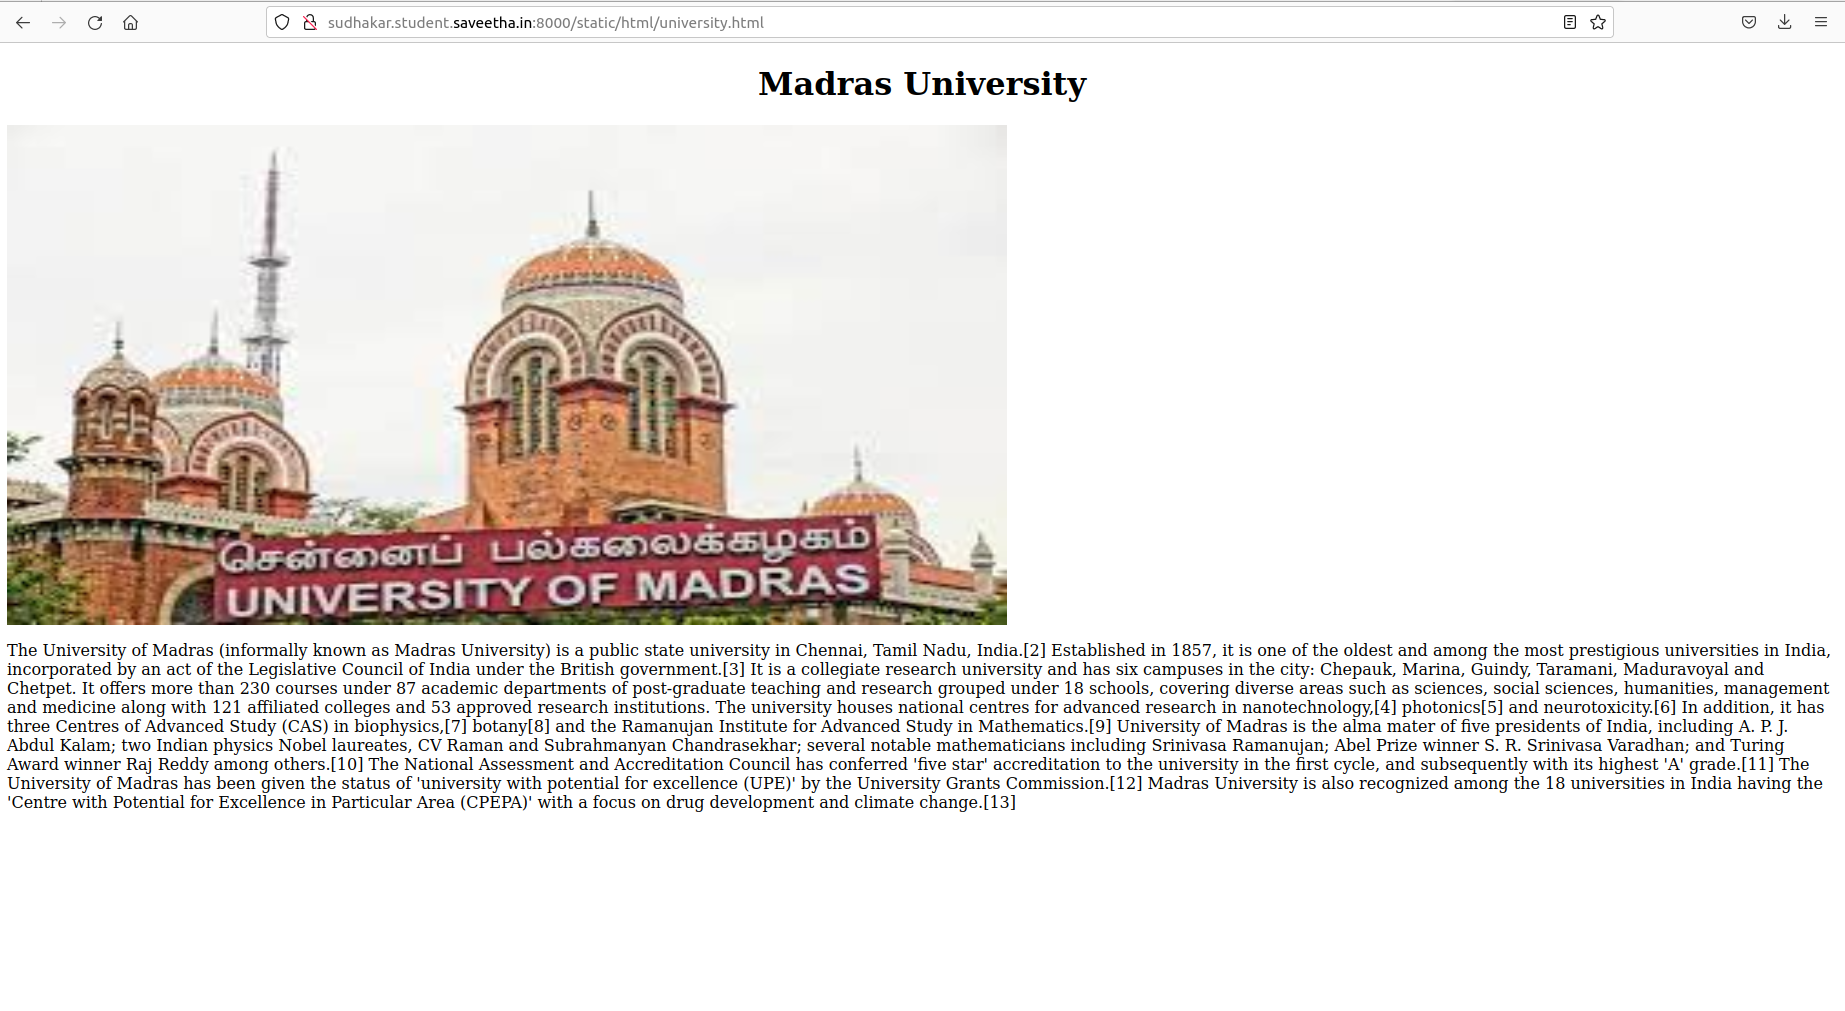 sudhakar.student.saveetha.in:8000/static/html/university.html
Madras University
சென்னைப் பல்கலைக்கழகம்
UNIVERSITY OF MADRAS
The University of Madras (informally known as Madras University) is a public state university in Chennai, Tamil Nadu, India.[2] Established in 1857, it is one of the oldest and among the most prestigious universities in India,
incorporated by an act of the Legislative Council of India under the British government.[3] It is a collegiate research university and has six campuses in the city: Chepauk, Marina, Guindy, Taramani, Maduravoyal and
Chetpet. It offers more than 230 courses under 87 academic departments of post-graduate teaching and research grouped under 18 schools, covering diverse areas such as sciences, social sciences, humanities, management
and medicine along with 121 affiliated colleges and 53 approved research institutions. The university houses national centres for advanced research in nanotechnology,[4] photonics[5] and neurotoxicity.[6] In addition, it has
three Centres of Advanced Study (CAS) in biophysics,[7] botany[8] and the Ramanujan Institute for Advanced Study in Mathematics.[9] University of Madras is the alma mater of five presidents of India, including A. P. J.
Abdul Kalam; two Indian physics Nobel laureates, CV Raman and Subrahmanyan Chandrasekhar; several notable mathematicians including Srinivasa Ramanujan; Abel Prize winner S. R. Srinivasa Varadhan; and Turing
Award winner Raj Reddy among others.[10] The National Assessment and Accreditation Council has conferred 'five star' accreditation to the university in the first cycle, and subsequently with its highest 'A' grade.[11] The
University of Madras has been given the status of 'university with potential for excellence (UPE)' by the University Grants Commission.[12] Madras University is also recognized among the 18 universities in India having the
'Centre with Potential for Excellence in Particular Area (CPEPA)' with a focus on drug development and climate change.[13]